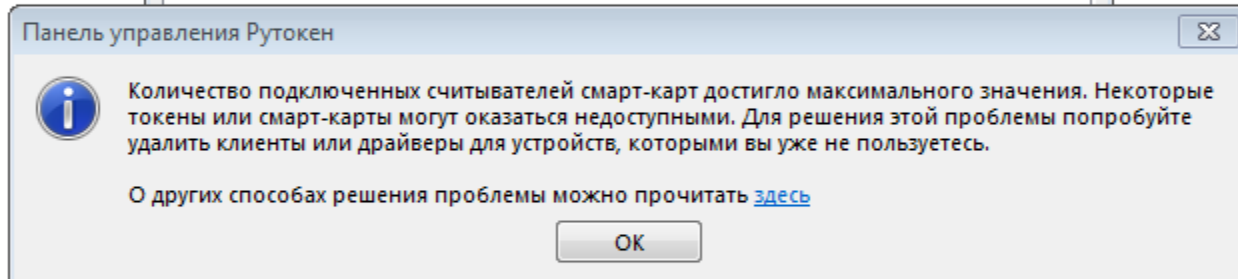 Панель управления Рутокен
Количество подключенных считывателей смарт-карт достигло максимального значения. Некоторые
токены или смарт-карты могут оказаться недоступными. Для решения этой проблемы попробуйте
удалить клиенты или драйверы для устройств, которыми вы уже не пользуетесь.
О других способах решения проблемы можно прочитать здесь
ОК